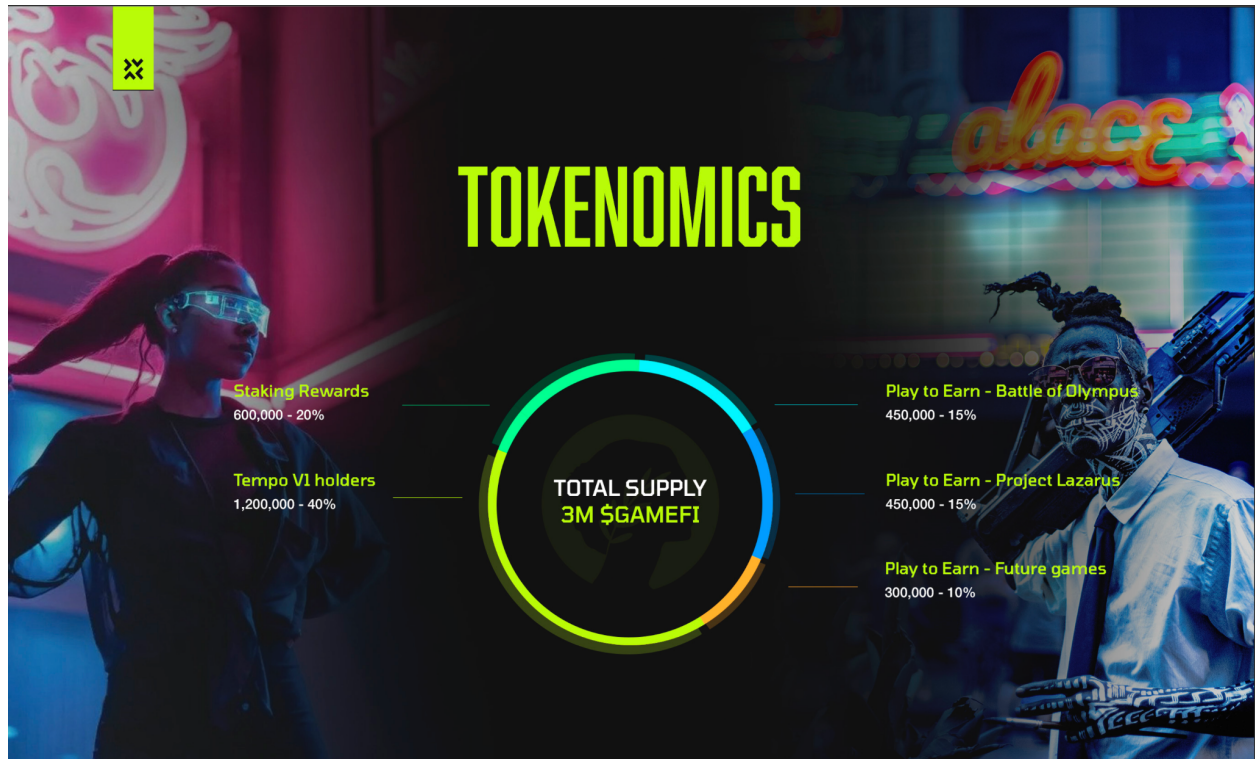 alace
TOKENOMICS
Staking Rewards
600,000 - 20%
Tempo V1 holders
1,200,000 - 40%
TOTAL SUPPLY
3M $GAMEFI
Play to Earn - Battle of Olympus
450,000 - 15%
Play to Earn - Project Lazarus
450,000 - 15%
Play to Earn - Future games
300,000 - 10%